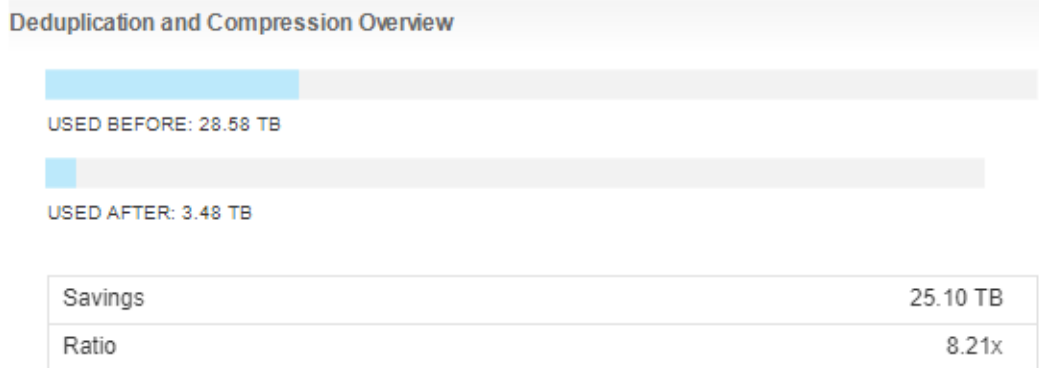 Deduplication and Compression Overview
USED BEFORE: 28.58 TB
USED AFTER: 3.48 TB
Savings 25.10 TB
Ratio 8.21x